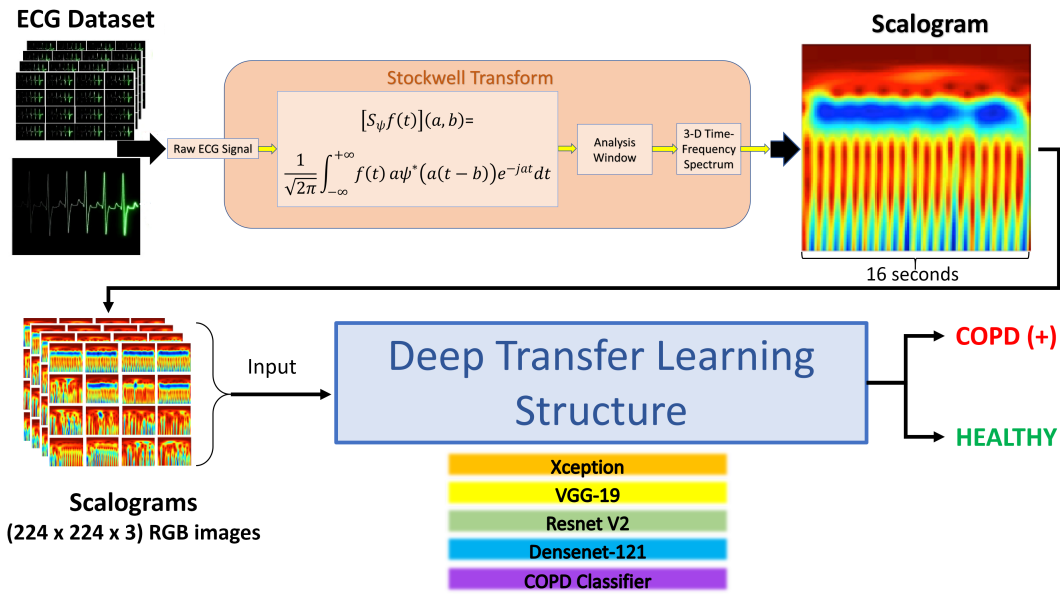 ECG Dataset
Scalogram
Stockwell Transform
Raw ECG Signal
[S_ψ f(t)](a, b)=
1/√2π ∫_{−∞}^{+∞} f(t) aψ*(a(t − b))e^{−jat}dt
Analysis
Window
3-D Time-
Frequency
Spectrum
16 seconds
Input
Deep Transfer Learning
Structure
COPD (+)
HEALTHY
Scalograms
(224 x 224 x 3) RGB images
Xception
VGG-19
Resnet V2
Densenet-121
COPD Classifier